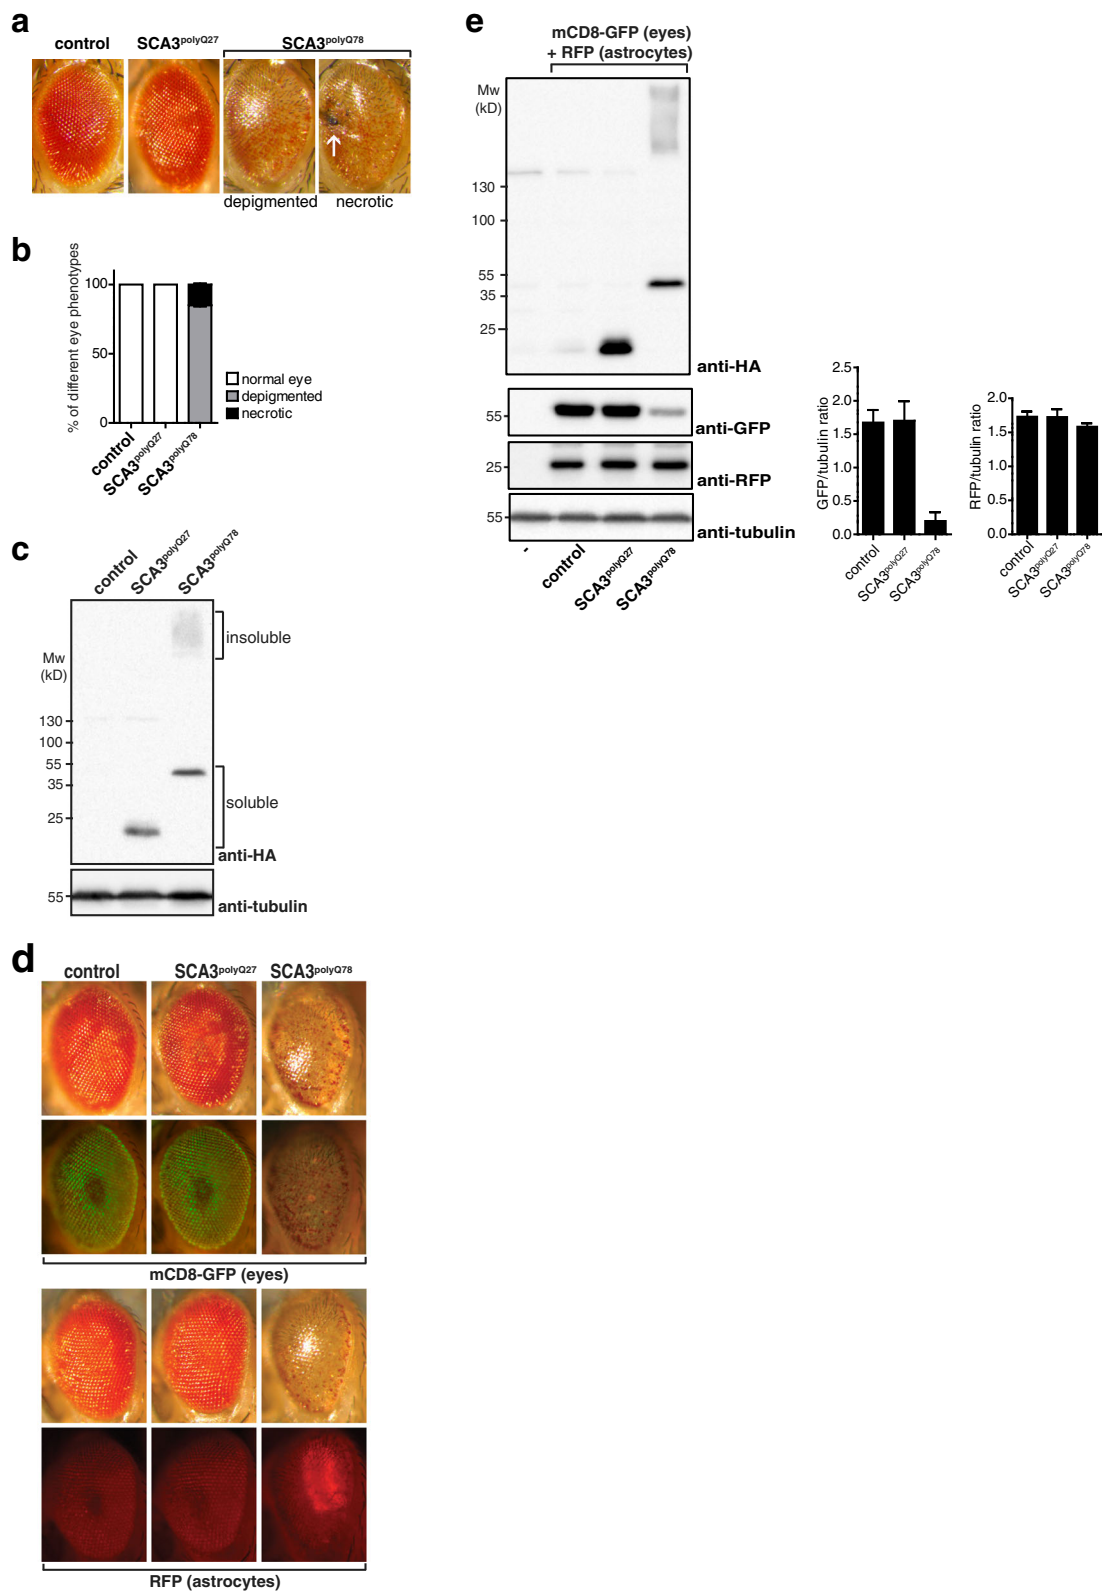 a
control
SCA3polyQ27
SCA3polyQ78
depigmented
necrotic
b
% of different eye phenotypes
100
50
0
control
SCA3polyQ27
SCA3polyQ78
normal eye
depigmented
necrotic
c
control
SCA3polyQ27
SCA3polyQ78
Mw
(kD)
130
100
55
35
25
insoluble
soluble
anti-HA
55
anti-tubulin
d
control
SCA3polyQ27
SCA3polyQ78
mCD8-GFP (eyes)
RFP (astrocytes)
e
mCD8-GFP (eyes)
+ RFP (astrocytes)
Mw
(kD)
130
100
55
35
25
anti-HA
55
anti-GFP
25
anti-RFP
55
anti-tubulin
-
control
SCA3polyQ27
SCA3polyQ78
GFP/tubulin ratio
2.5
2.0
1.5
1.0
0.5
0.0
control
SCA3polyQ27
SCA3polyQ78
RFP/tubulin ratio
2.0
1.5
1.0
0.5
0.0
control
SCA3polyQ27
SCA3polyQ78